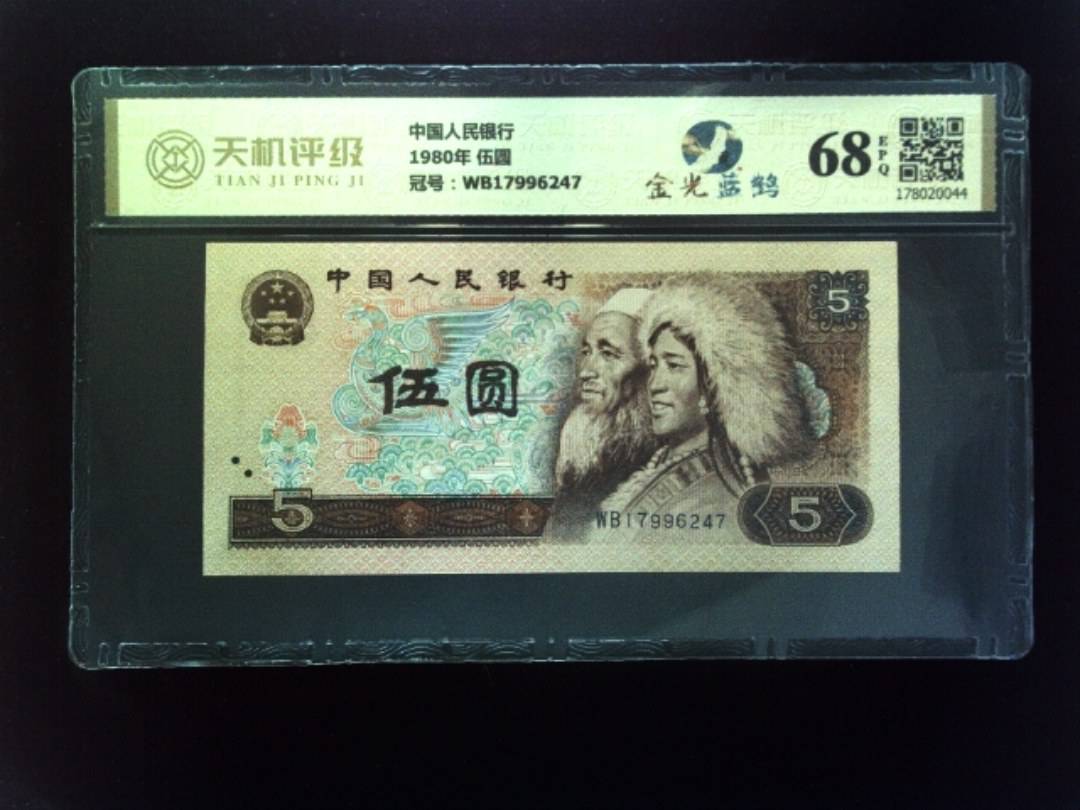 天机评级
TIAN JI PING JI
中国人民银行
1980年 伍圆
冠号：WB17996247
金光蓝鹤
68
EPQ
178020044
中国人民银行
5
伍圆
5
WB17996247
5